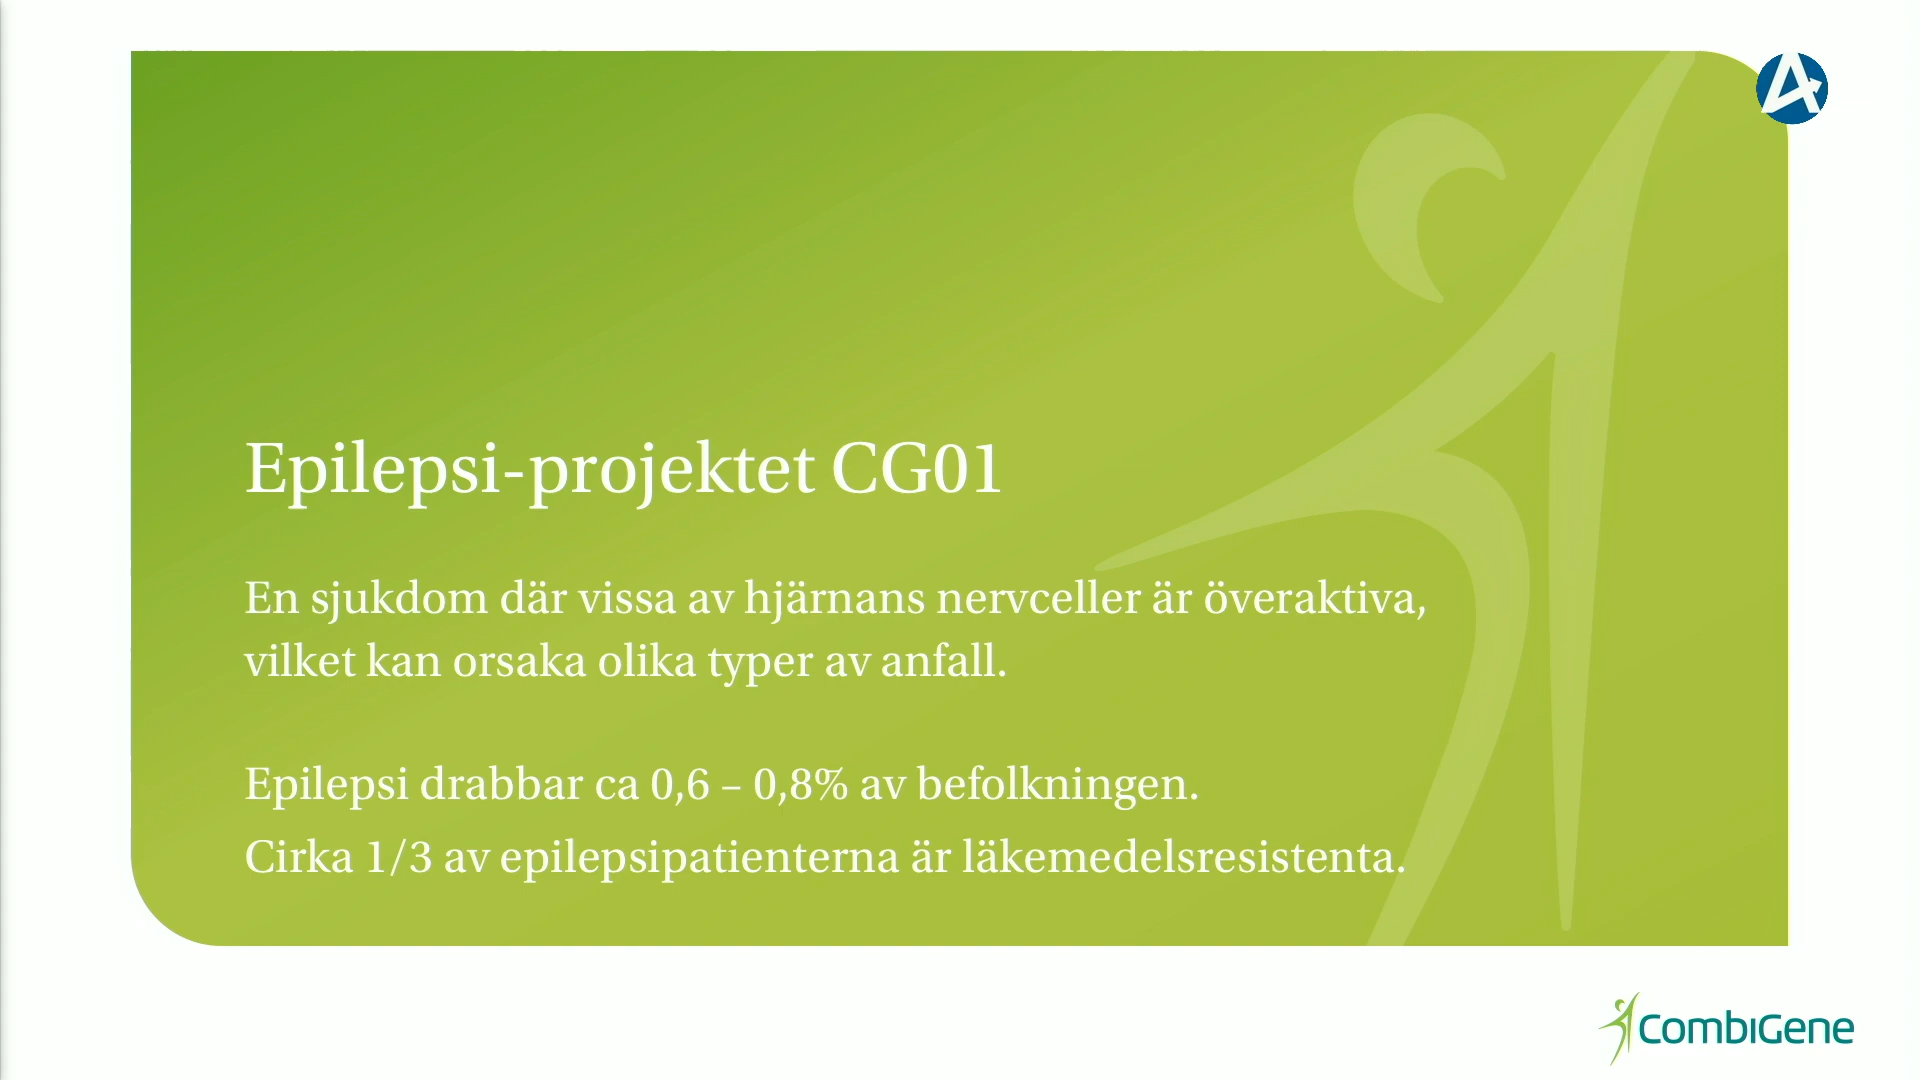 Epilepsi-projektet CG01
En sjukdom där vissa av hjärnans nervceller är överaktiva,
vilket kan orsaka olika typer av anfall.
Epilepsi drabbar ca 0,6 – 0,8% av befolkningen.
Cirka 1/3 av epilepsipatienterna är läkemedelsresistenta.
CombiGene